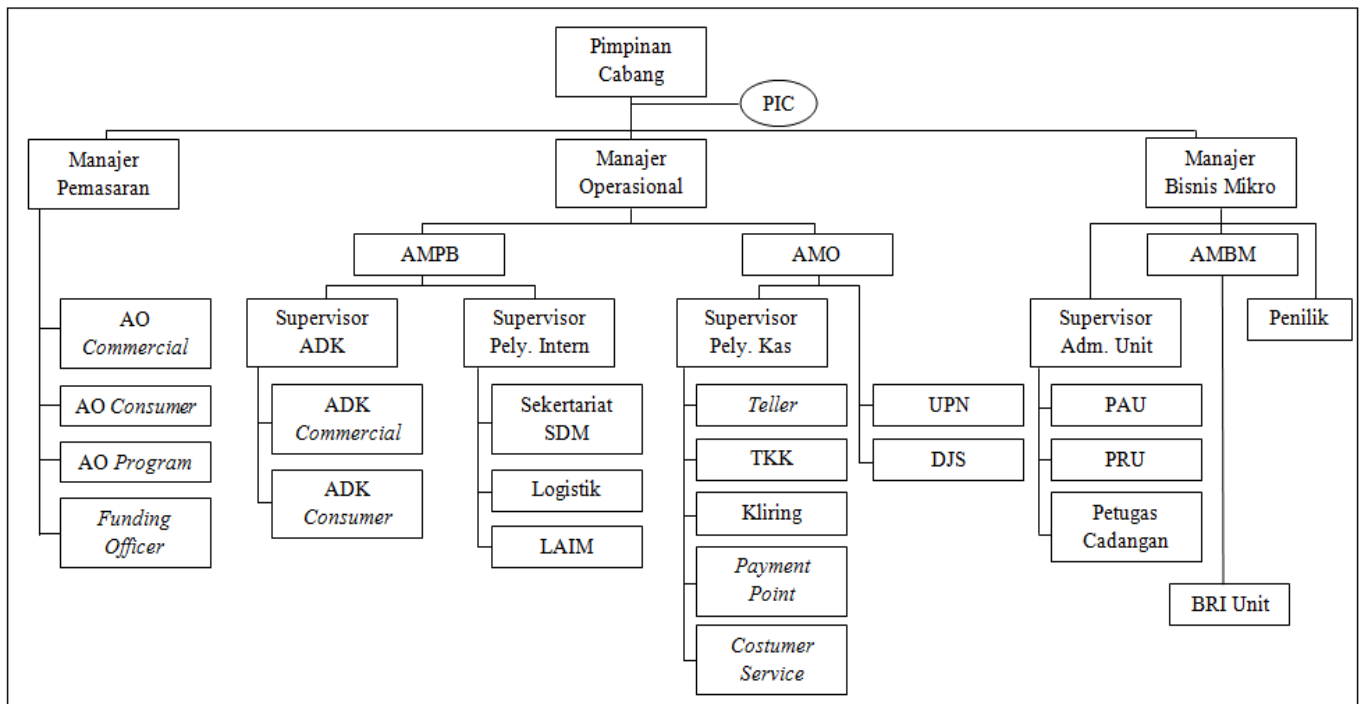 Pimpinan
Cabang
PIC
Manajer
Pemasaran
Manajer
Operasional
Manajer
Bisnis Mikro
AMPB
AMO
AMBM
AO
Commercial
AO Consumer
AO Program
Funding
Officer
Supervisor
ADK
ADK
Commercial
ADK
Consumer
Supervisor
Pely. Intern
Sekertariat
SDM
Logistik
LAIM
Supervisor
Pely. Kas
Teller
TKK
Kliring
Payment
Point
Costumer
Service
UPN
DJS
Supervisor
Adm. Unit
PAU
PRU
Petugas
Cadangan
BRI Unit
Penilik